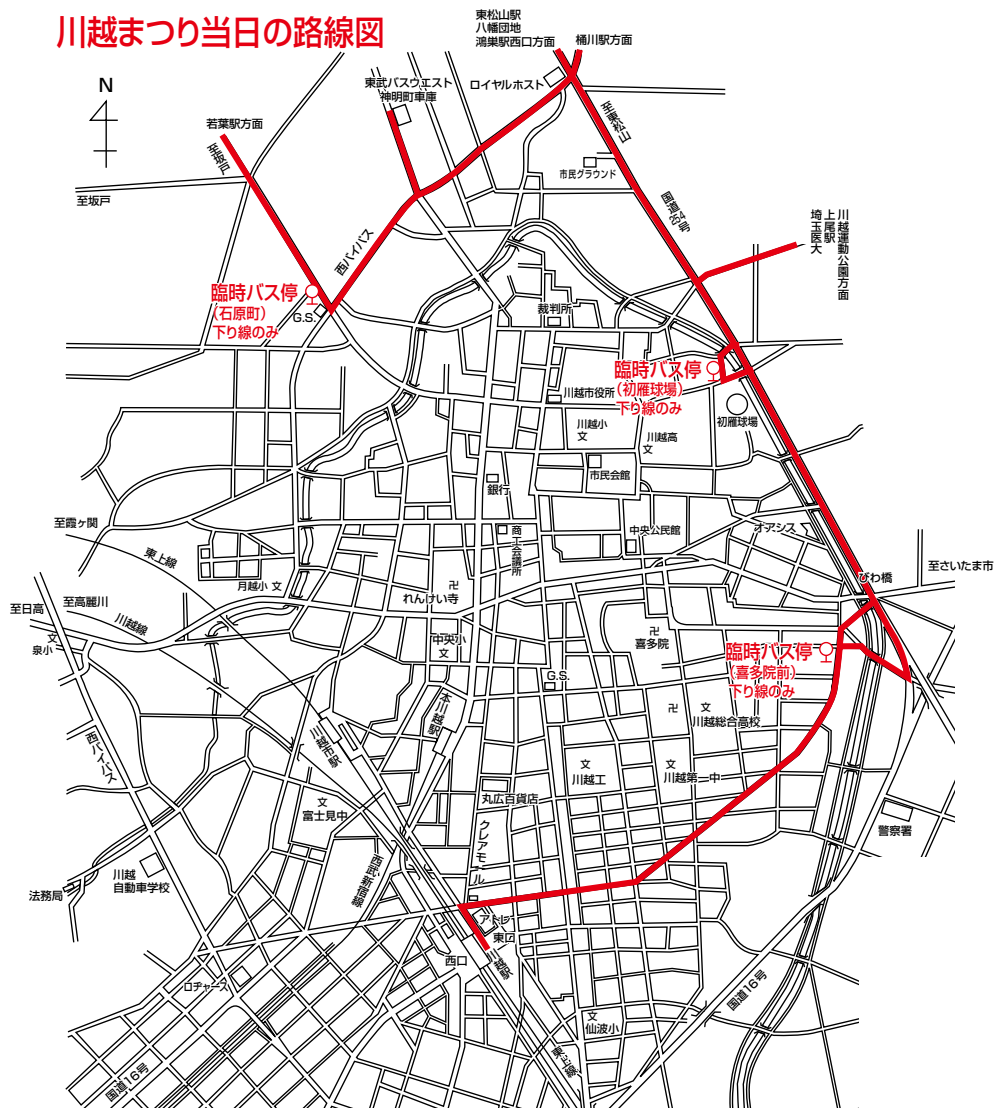 川越まつり当日の路線図
東松山駅
八幡団地
鴻巣駅西口方面
桶川駅方面
N
東武バスウエスト
神明町車庫
ロイヤルホスト
至東松山
若葉駅方面
至坂戸
至坂戸
市民グラウンド
国道254号
川越運動公園方面
上尾駅
埼玉医大
西バイパス
臨時バス停
(石原町)
下り線のみ
G.S.
裁判所
臨時バス停
(初雁球場)
下り線のみ
川越市役所
初雁球場
川越小
文
川越高
文
市民会館
銀行
至霞ヶ関
商工会議所
中央公民館
オアシス
東上線
月越小 文
卍
れんけい寺
びわ橋
至さいたま市
至日高
至高麗川
川越線
文
泉小
中央小
文
卍
喜多院
臨時バス停
(喜多院前)
下り線のみ
G.S.
本川越駅
卍
文
川越総合高校
川越市駅
西バイパス
文
川越工
文
川越第一中
丸広百貨店
文
富士見中
クレアモール
警察署
川越
自動車学校
西武新宿線
法務局
アトレ
東口
西口
川越駅
ロヂャース
国道16号
文
仙波小
東上線
国道16号